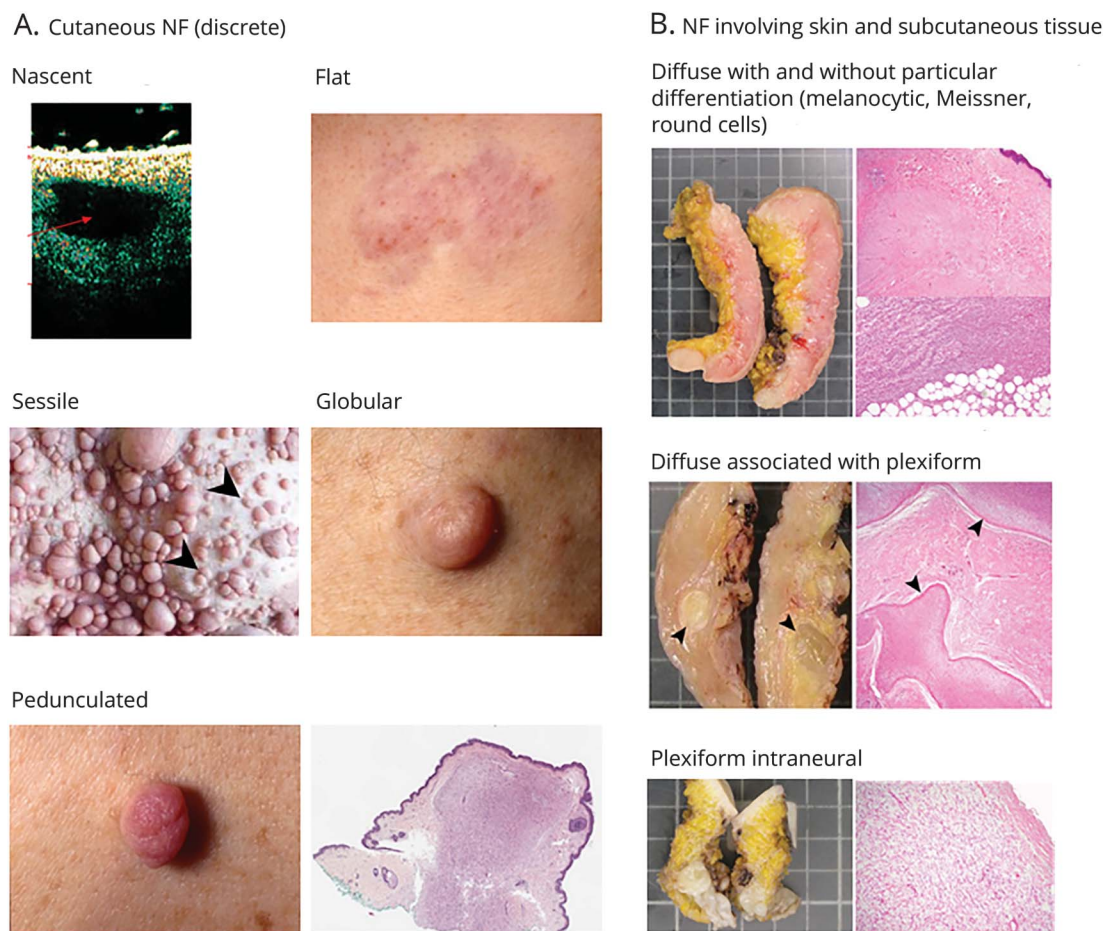 A. Cutaneous NF (discrete)
Nascent
Flat
Sessile
Globular
Pedunculated
B. NF involving skin and subcutaneous tissue
Diffuse with and without particular
differentiation (melanocytic, Meissner,
round cells)
Diffuse associated with plexiform
Plexiform intraneural